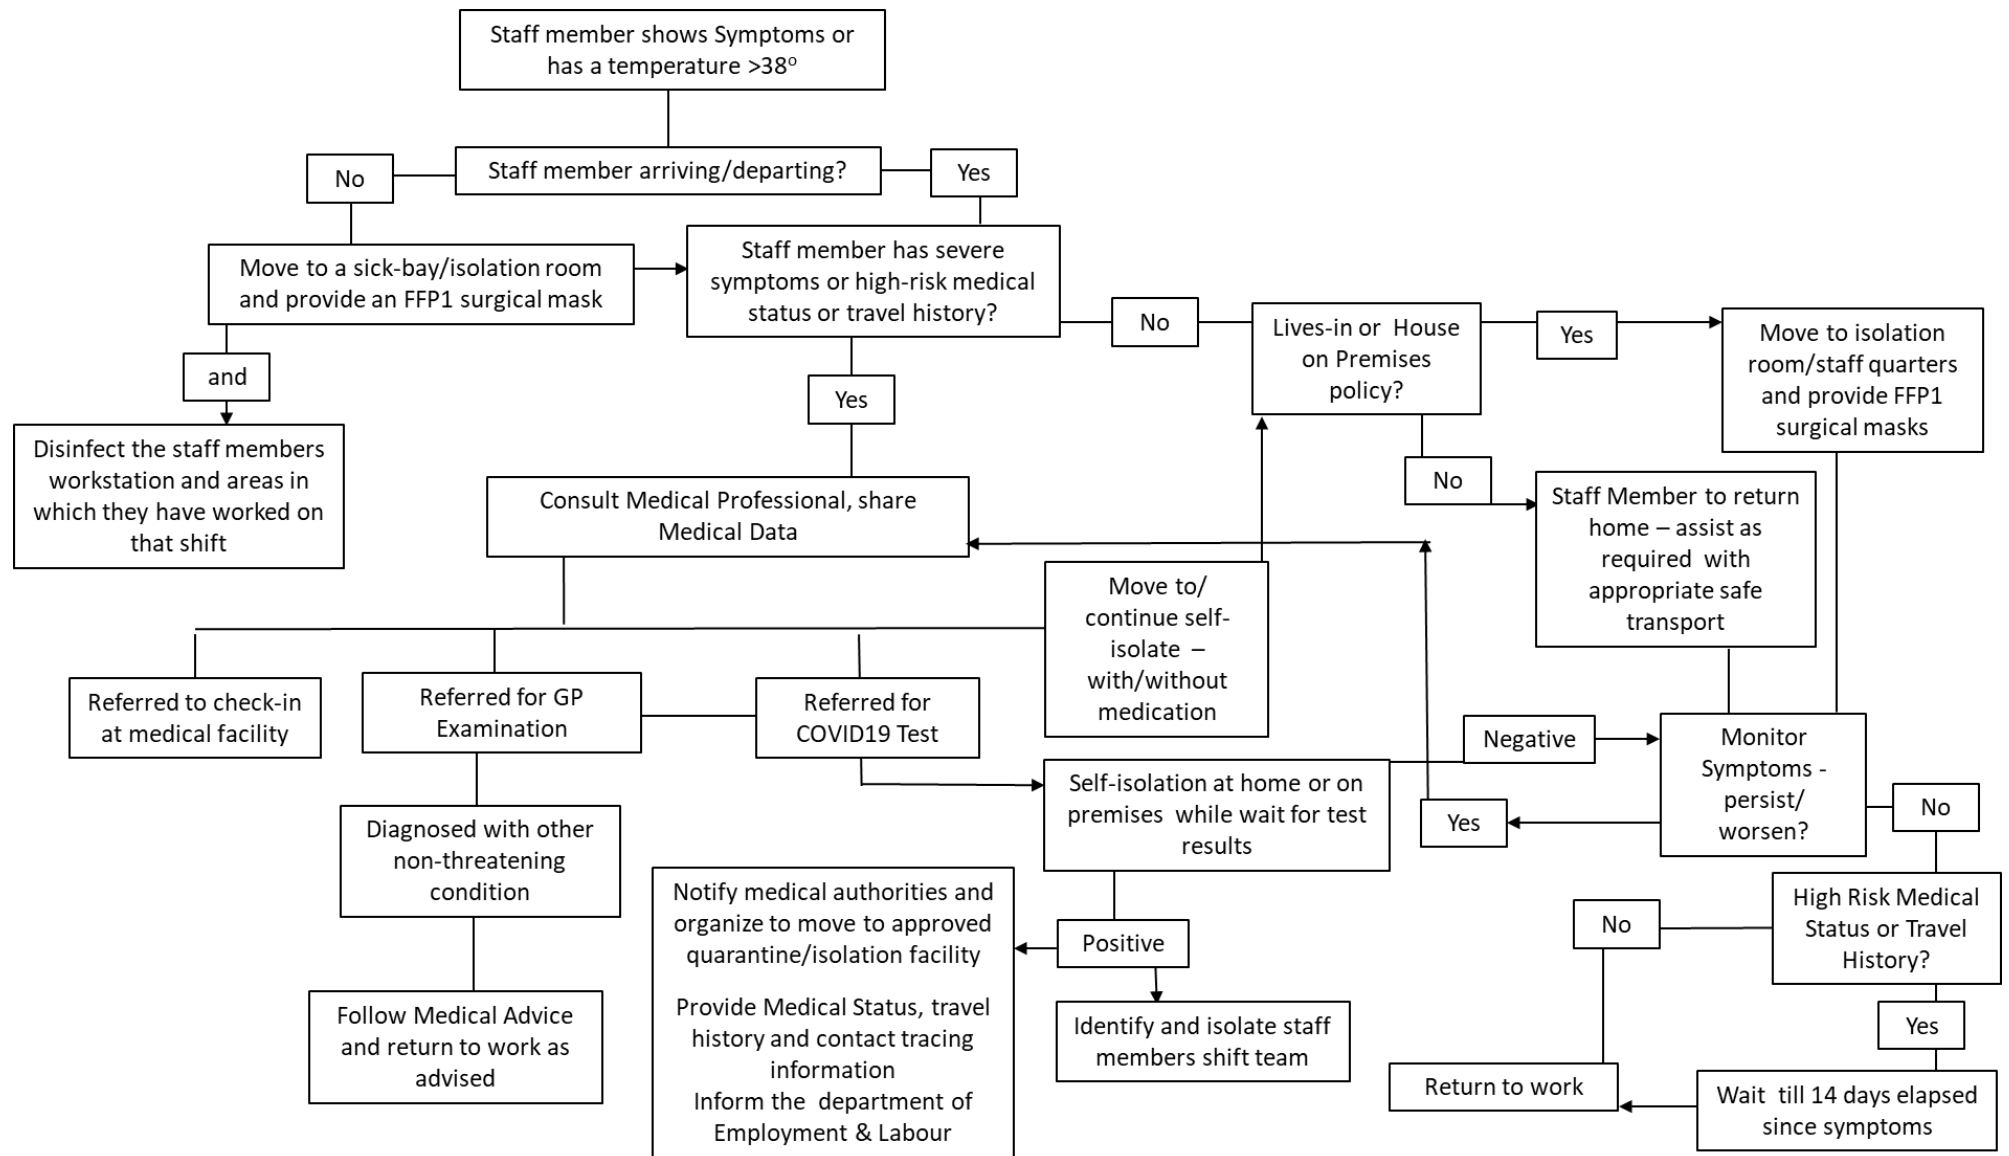 Staff member shows Symptoms or
has a temperature >38º
Staff member arriving/departing?
No
Yes
Move to a sick-bay/isolation room
and provide an FFP1 surgical mask
Staff member has severe
symptoms or high-risk medical
status or travel history?
No
Lives-in or House
on Premises
policy?
Yes
Move to isolation
room/staff quarters
and provide FFP1
surgical masks
and
Yes
Disinfect the staff members
workstation and areas in
which they have worked on
that shift
No
Staff Member to return
home – assist as
required with
appropriate safe
transport
Consult Medical Professional, share
Medical Data
Move to/
continue self-
isolate –
with/without
medication
Referred to check-in
at medical facility
Referred for GP
Examination
Referred for
COVID19 Test
Negative
Monitor
Symptoms -
persist/
worsen?
Self-isolation at home or on
premises while wait for test
results
Yes
No
Diagnosed with other
non-threatening
condition
Notify medical authorities and
organize to move to approved
quarantine/isolation facility
Provide Medical Status, travel
history and contact tracing
information
Inform the department of
Employment & Labour
Positive
No
High Risk Medical
Status or Travel
History?
Follow Medical Advice
and return to work as
advised
Identify and isolate staff
members shift team
Yes
Return to work
Wait till 14 days elapsed
since symptoms